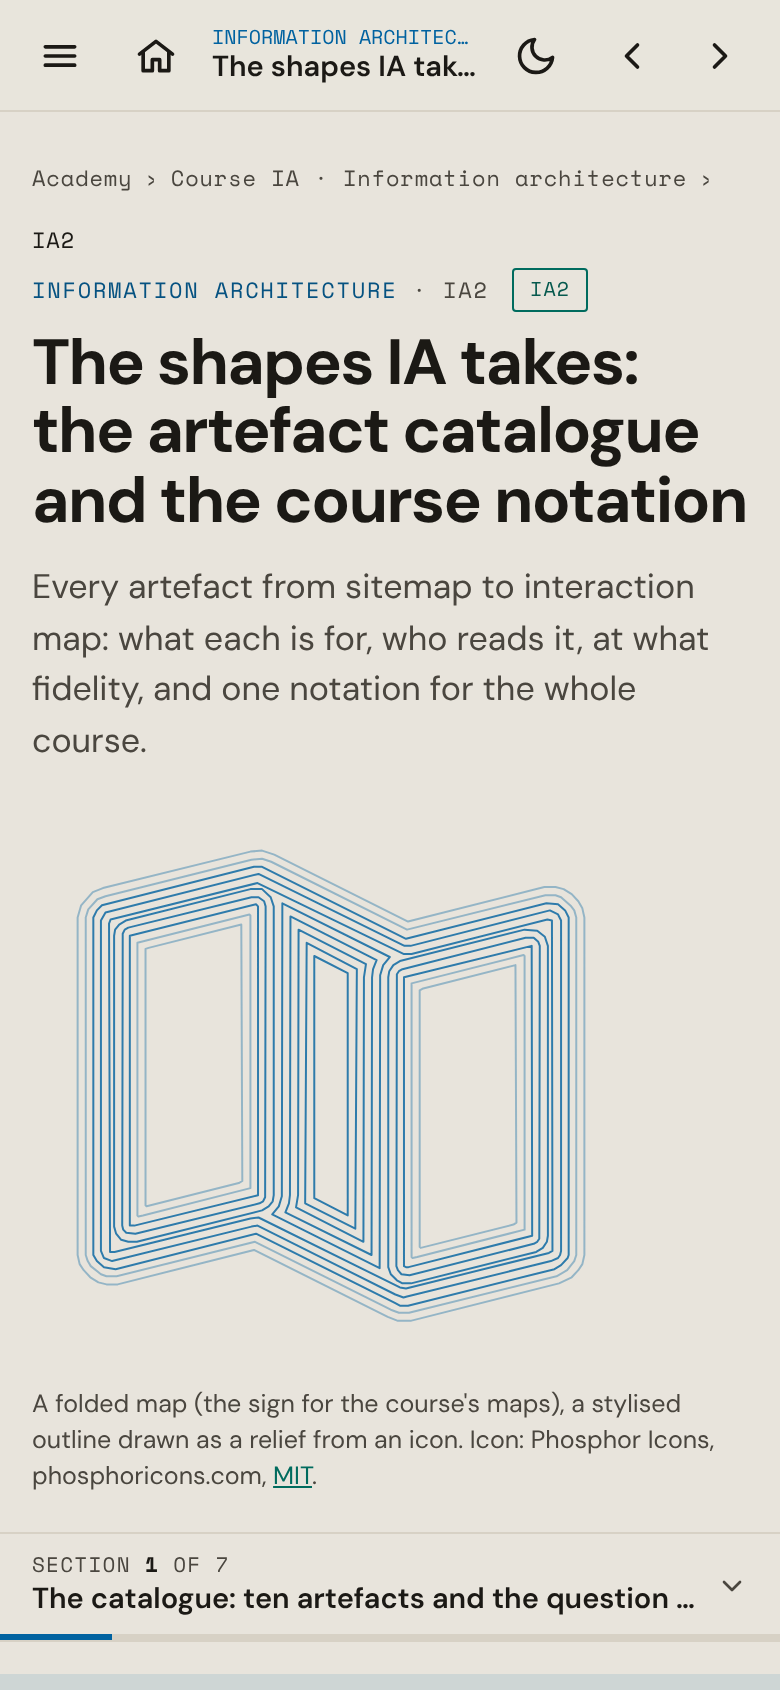 INFORMATION ARCHITEC…
The shapes IA tak…
Academy › Course IA · Information architecture ›
IA2
INFORMATION ARCHITECTURE · IA2 IA2
The shapes IA takes:
the artefact catalogue
and the course notation
Every artefact from sitemap to interaction
map: what each is for, who reads it, at what
fidelity, and one notation for the whole
course.
A folded map (the sign for the course's maps), a stylised
outline drawn as a relief from an icon. Icon: Phosphor Icons,
phosphoricons.com, MIT.
SECTION 1 OF 7
The catalogue: ten artefacts and the question …